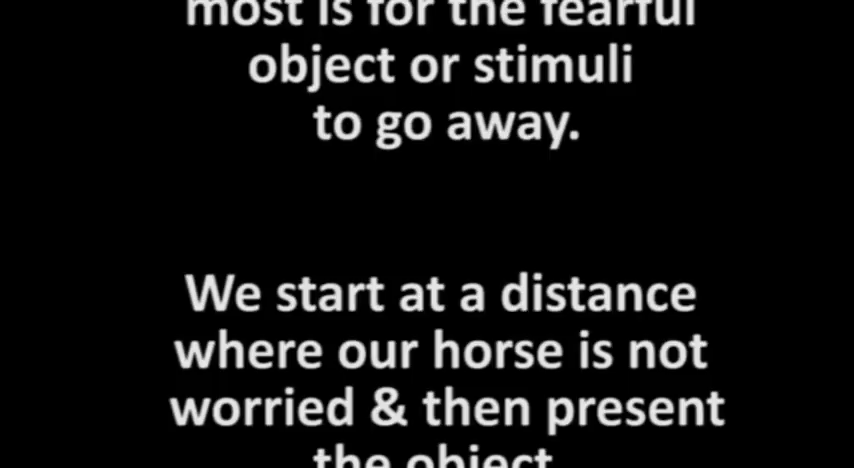 most is for the fearful
object or stimuli
to go away.
We start at a distance
where our horse is not
worried & then present
the object